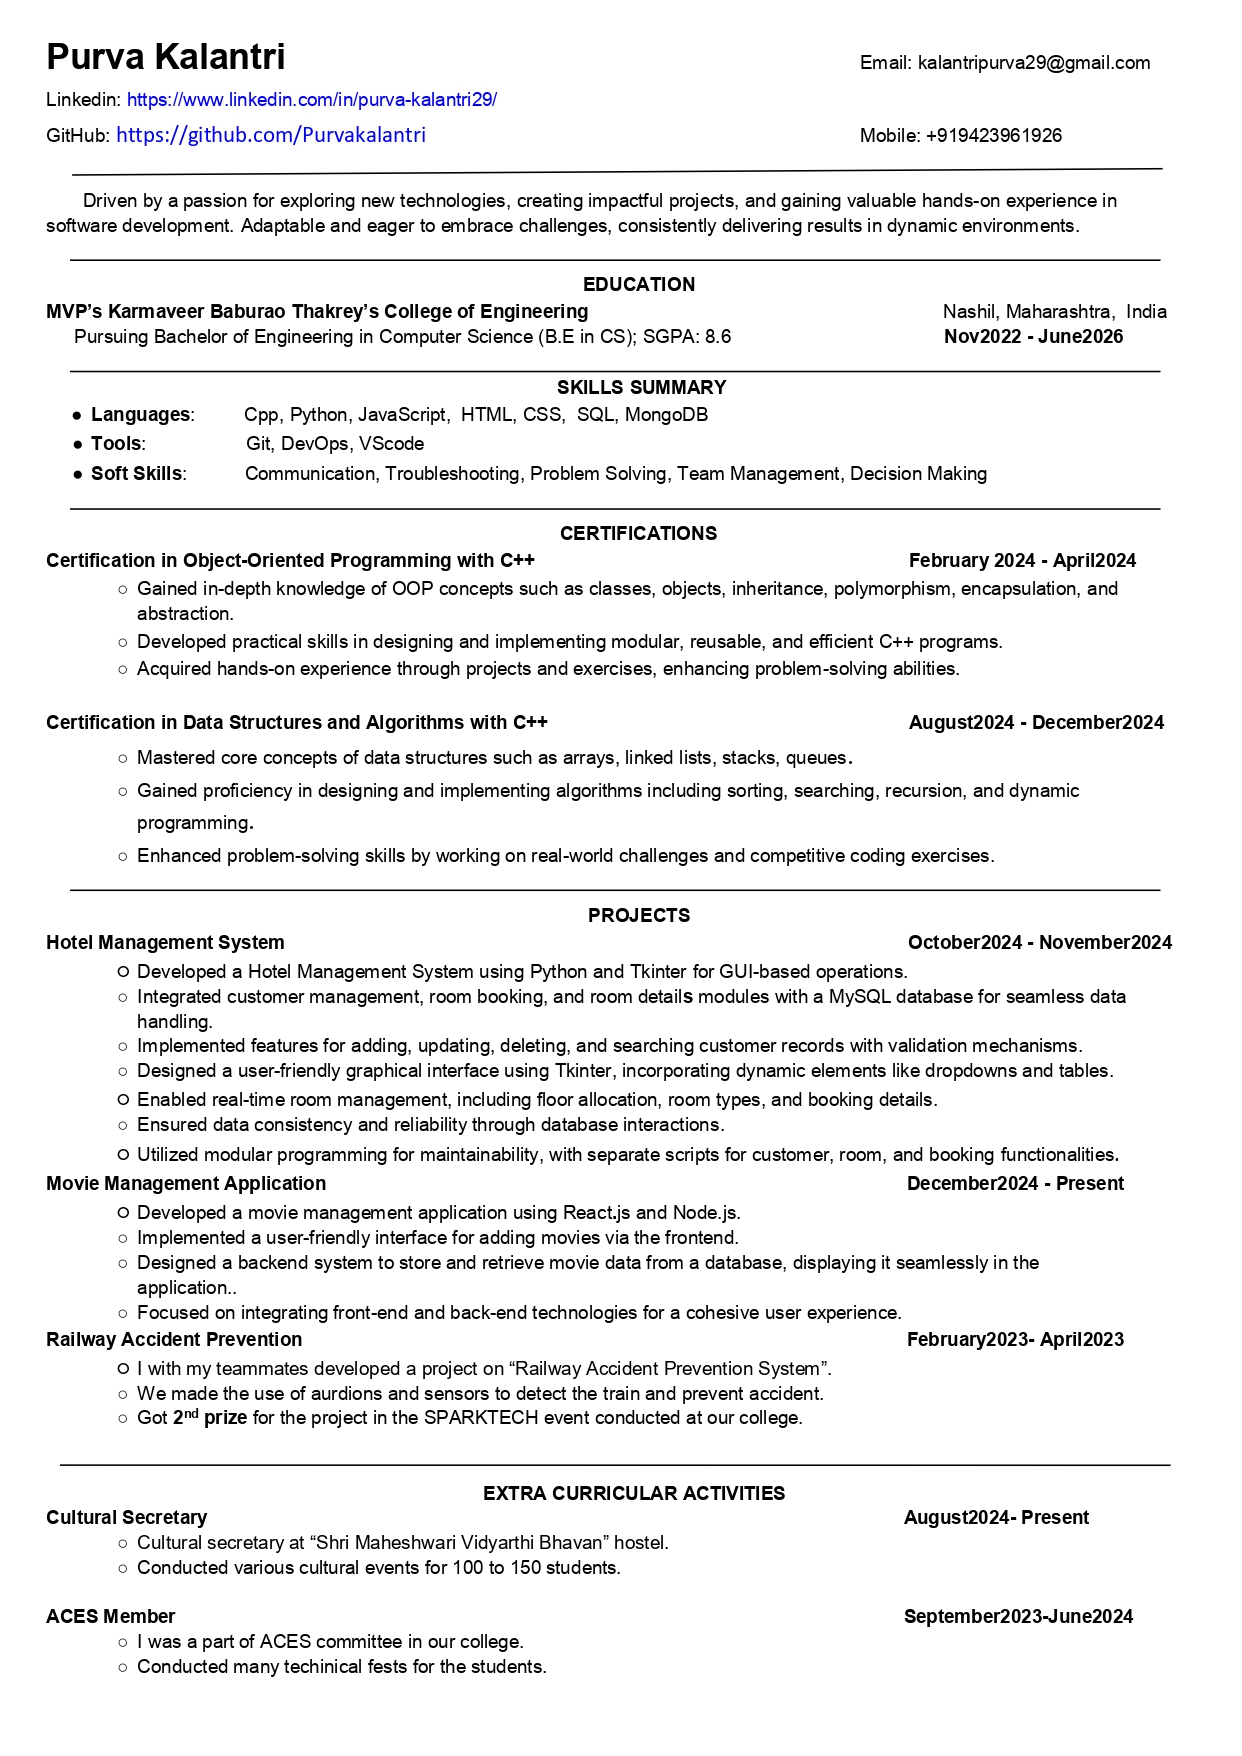 Purva Kalantri Email: kalantripurva29@gmail.com
Linkedin: https://www.linkedin.com/in/purva-kalantri29/
GitHub: https://github.com/Purvakalantri Mobile: +919423961926
Driven by a passion for exploring new technologies, creating impactful projects, and gaining valuable hands-on experience in
software development. Adaptable and eager to embrace challenges, consistently delivering results in dynamic environments.
EDUCATION
MVP’s Karmaveer Baburao Thakrey’s College of Engineering Nashil, Maharashtra, India
Pursuing Bachelor of Engineering in Computer Science (B.E in CS); SGPA: 8.6 Nov2022 - June2026
SKILLS SUMMARY
● Languages: Cpp, Python, JavaScript, HTML, CSS, SQL, MongoDB
● Tools: Git, DevOps, VScode
● Soft Skills: Communication, Troubleshooting, Problem Solving, Team Management, Decision Making
CERTIFICATIONS
Certification in Object-Oriented Programming with C++ February 2024 - April2024
○ Gained in-depth knowledge of OOP concepts such as classes, objects, inheritance, polymorphism, encapsulation, and
abstraction.
○ Developed practical skills in designing and implementing modular, reusable, and efficient C++ programs.
○ Acquired hands-on experience through projects and exercises, enhancing problem-solving abilities.
Certification in Data Structures and Algorithms with C++ August2024 - December2024
○ Mastered core concepts of data structures such as arrays, linked lists, stacks, queues.
○ Gained proficiency in designing and implementing algorithms including sorting, searching, recursion, and dynamic
programming.
○ Enhanced problem-solving skills by working on real-world challenges and competitive coding exercises.
PROJECTS
Hotel Management System October2024 - November2024
○ Developed a Hotel Management System using Python and Tkinter for GUI-based operations.
○ Integrated customer management, room booking, and room details modules with a MySQL database for seamless data
handling.
○ Implemented features for adding, updating, deleting, and searching customer records with validation mechanisms.
○ Designed a user-friendly graphical interface using Tkinter, incorporating dynamic elements like dropdowns and tables.
○ Enabled real-time room management, including floor allocation, room types, and booking details.
○ Ensured data consistency and reliability through database interactions.
○ Utilized modular programming for maintainability, with separate scripts for customer, room, and booking functionalities.
Movie Management Application December2024 - Present
○ Developed a movie management application using React.js and Node.js.
○ Implemented a user-friendly interface for adding movies via the frontend.
○ Designed a backend system to store and retrieve movie data from a database, displaying it seamlessly in the
application..
○ Focused on integrating front-end and back-end technologies for a cohesive user experience.
Railway Accident Prevention February2023- April2023
○ I with my teammates developed a project on “Railway Accident Prevention System”.
○ We made the use of aurdions and sensors to detect the train and prevent accident.
○ Got 2nd prize for the project in the SPARKTECH event conducted at our college.
EXTRA CURRICULAR ACTIVITIES
Cultural Secretary August2024- Present
○ Cultural secretary at “Shri Maheshwari Vidyarthi Bhavan” hostel.
○ Conducted various cultural events for 100 to 150 students.
ACES Member September2023-June2024
○ I was a part of ACES committee in our college.
○ Conducted many techinical fests for the students.